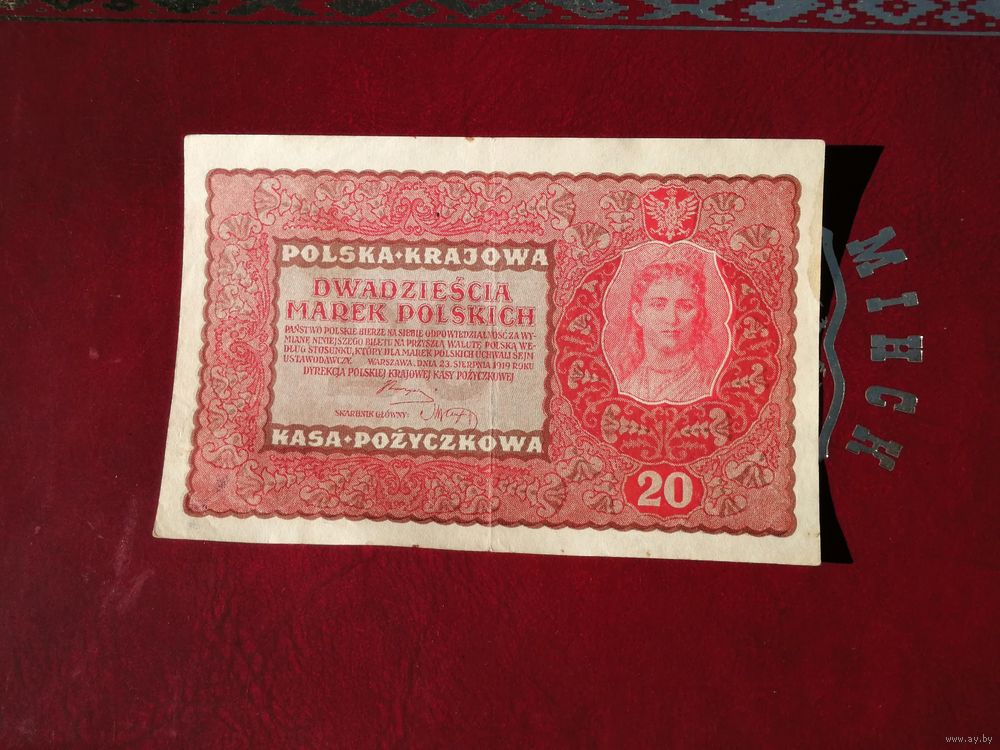 POLSKA•KRAJOWA
DWADZIEŚCIA
MAREK POLSKICH
PAŃSTWO POLSKIE BIERZE NA SIEBIE ODPOWIEDZIALNOŚĆ ZA WY-
MIANĘ NINIEJSZEGO BILETU NA PRZYSZŁĄ WALUTĘ POLSKĄ WE-
DŁUG STOSUNKU, KTÓRY DLA MAREK POLSKICH UCHWALI SEJM
USTAWODAWCZY. WARSZAWA, DNIA 23. SIERPNIA 1919 ROKU
DYREKCJA POLSKIEJ KRAJOWEJ KASY POŻYCZKOWEJ
SKARBNIK GŁÓWNY:
KASA•POŻYCZKOWA
20
МІНСК
www.ay.by